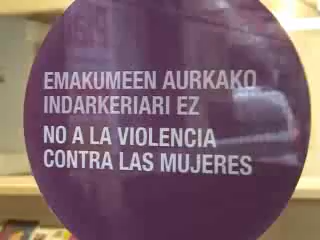 EMAKUMEEN AURKAKO
INDARKERIARI EZ
NO A LA VIOLENCIA
CONTRA LAS MUJERES